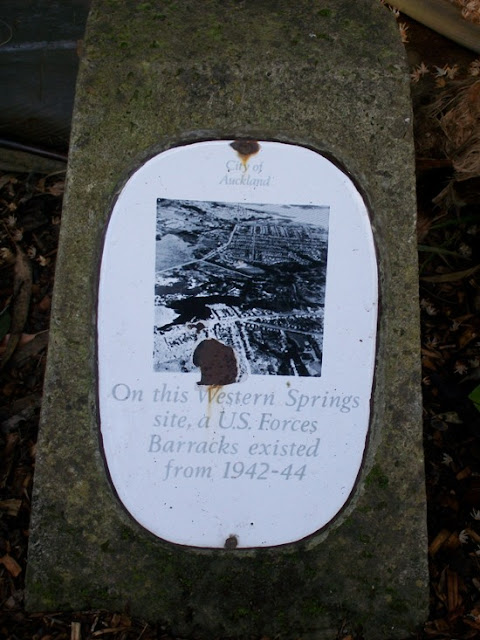 City of
Auckland
On this Western Springs
site, a U.S. Forces
Barracks existed
from 1942-44